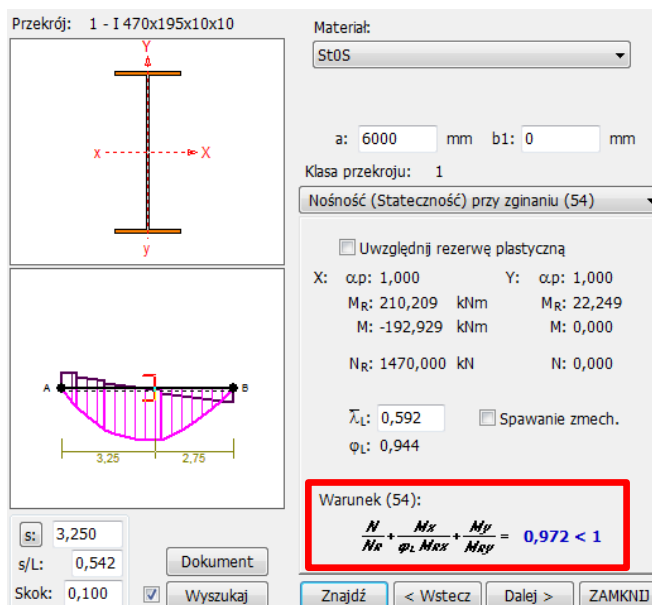 Przekrój: 1 - I 470x195x10x10
Y
x
X
y
A
B
3,25
2,75
s: 3,250
s/L: 0,542
Dokument
Skok: 0,100
Wyszukaj
Materiał:
St0S
a: 6000 mm b1: 0 mm
Klasa przekroju: 1
Nośność (Stateczność) przy zginaniu (54)
Uwzględnij rezerwę plastyczną
X: αp: 1,000 Y: αp: 1,000
MR: 210,209 kNm MR: 22,249
M: -192,929 kNm M: 0,000
NR: 1470,000 kN N: 0,000
λ̅L: 0,592 Spawanie zmech.
φL: 0,944
Warunek (54):
N/NR + Mx/φL MRX + My/MRY = 0,972 < 1
Znajdź < Wstecz Dalej > ZAMKNIJ